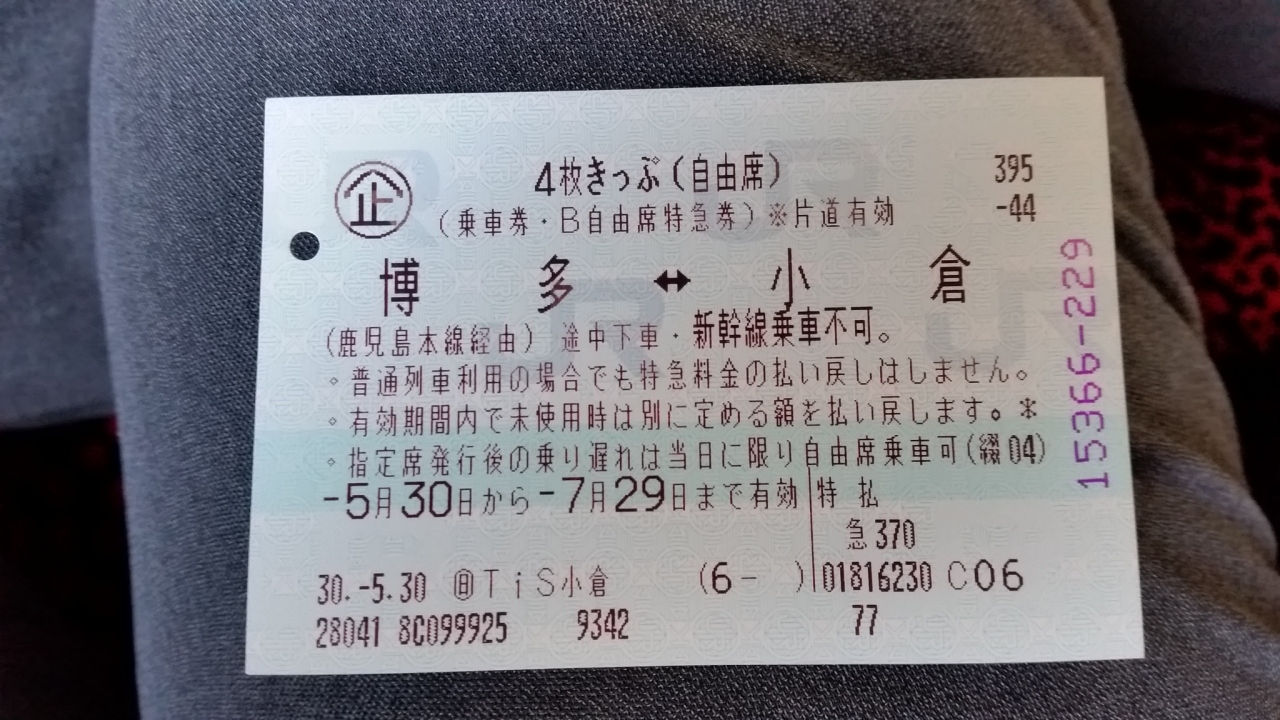 企 4枚きっぷ(自由席) 395
(乗車券・B自由席特急券)※片道有効 -44
博多↔小倉
(鹿児島本線経由) 途中下車・新幹線乗車不可。
。普通列車利用の場合でも特急料金の払い戻しはしません。
。有効期間内で未使用時は別に定める額を払い戻します。*
。指定席発行後の乗り遅れは当日に限り自由席乗車可(綴04)
-5月30日から-7月29日まで有効 特 払
急370
30.-5.30 @TiS小倉 (6- ) 01816230 C06
28041 8C099925 9342 77
15366-229